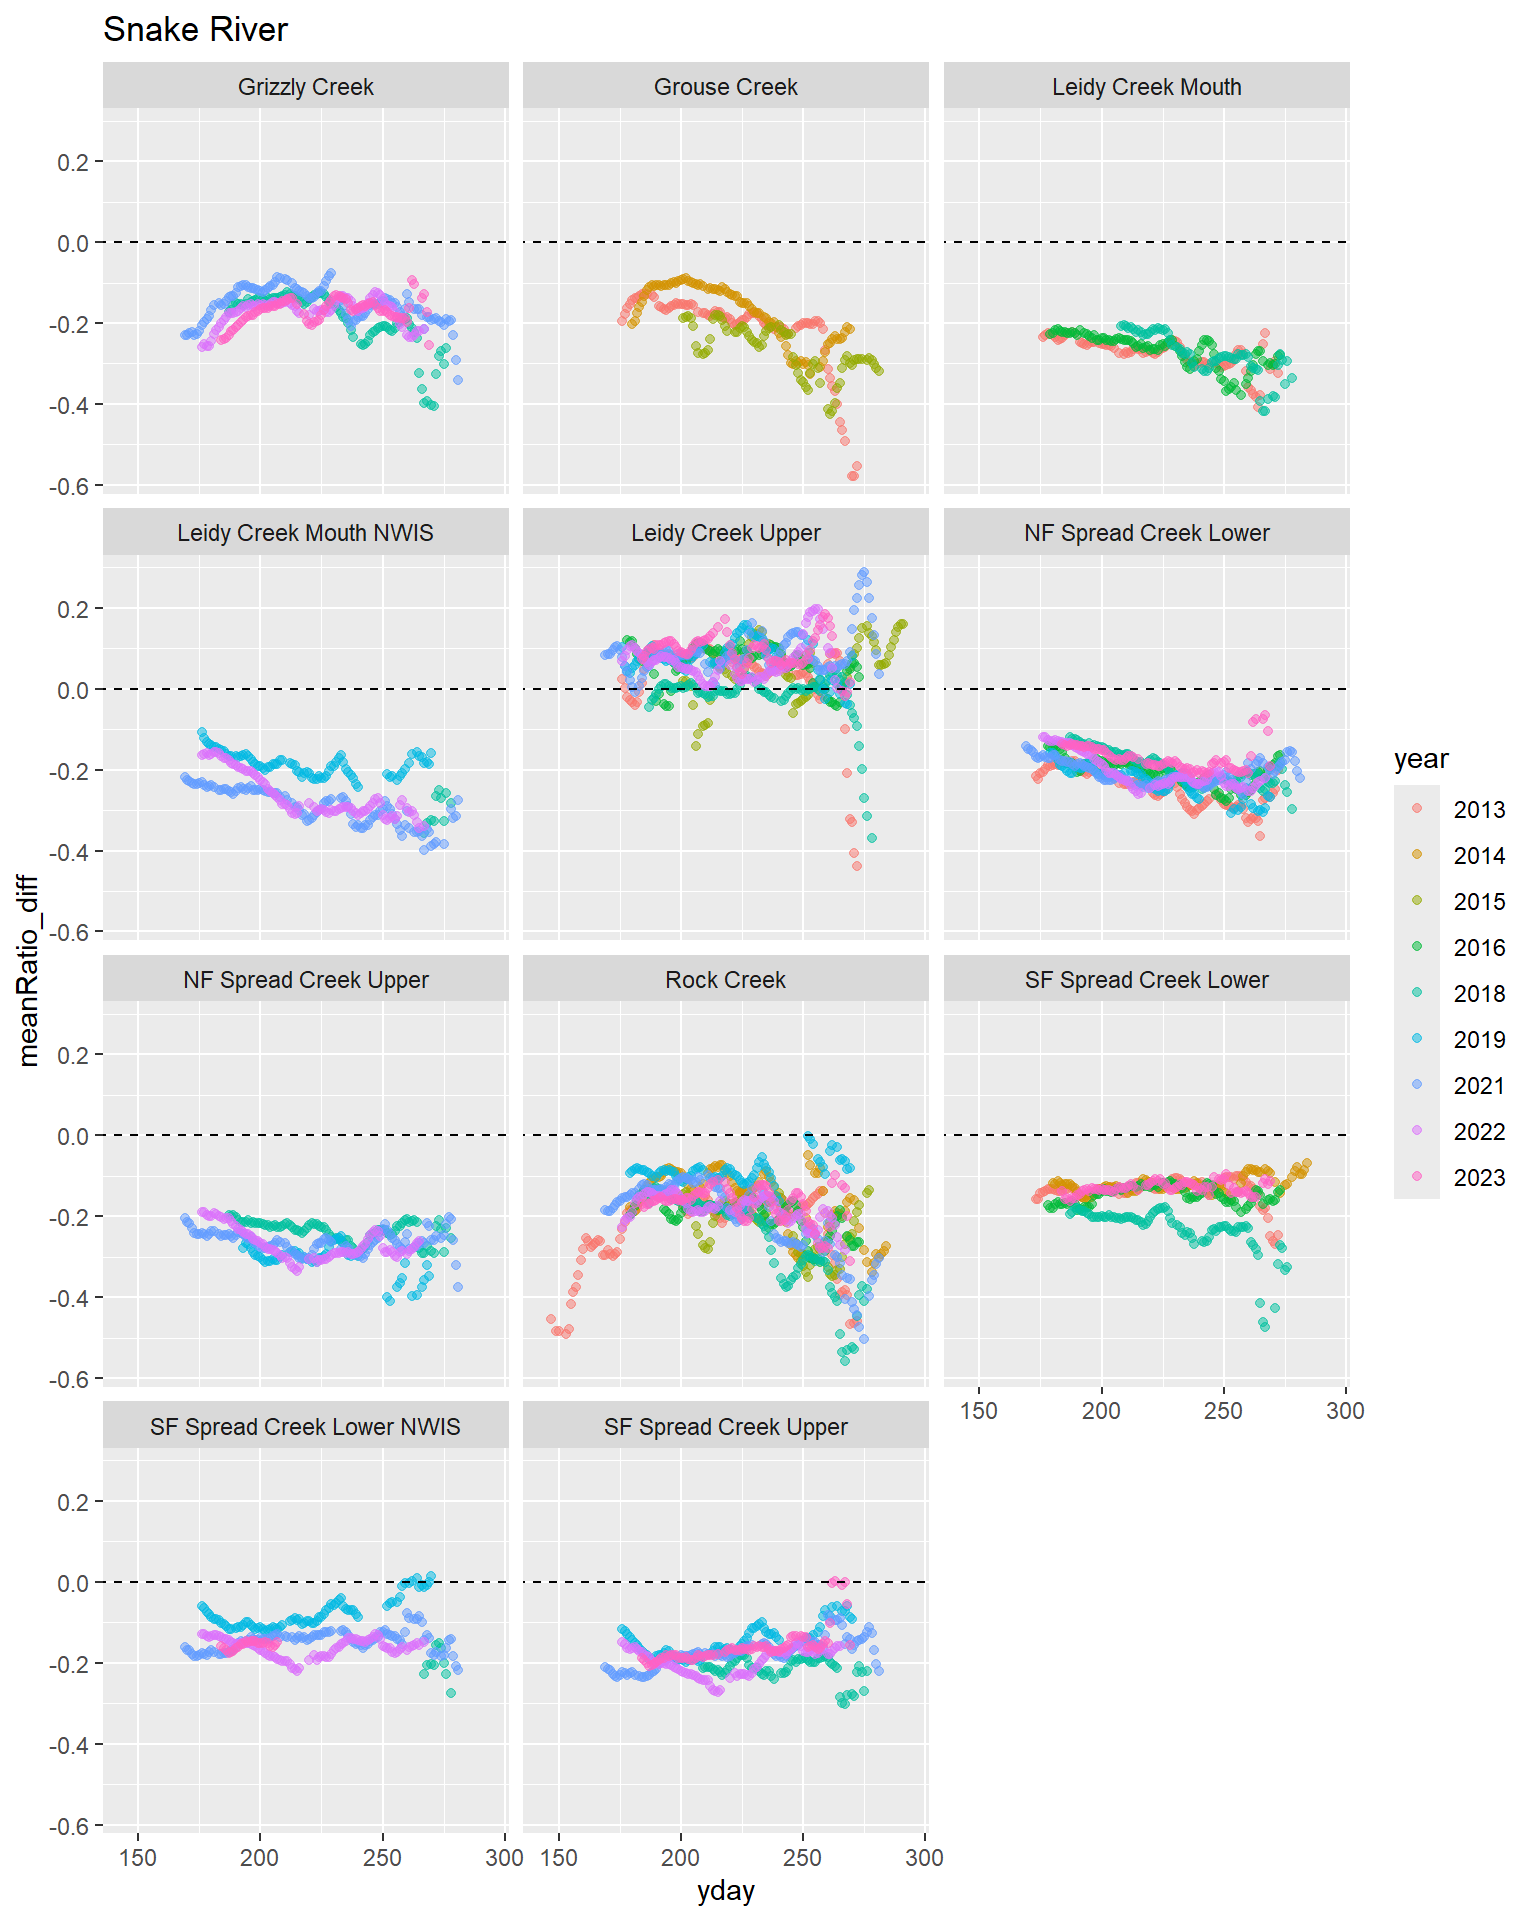 Snake River
Grizzly Creek
Grouse Creek
Leidy Creek Mouth
0.2
0.0
-0.2
-0.4
-0.6
Leidy Creek Mouth NWIS
Leidy Creek Upper
NF Spread Creek Lower
0.2
0.0
-0.2
-0.4
-0.6
NF Spread Creek Upper
Rock Creek
SF Spread Creek Lower
0.2
0.0
-0.2
-0.4
-0.6
150 200 250 300
SF Spread Creek Lower NWIS
SF Spread Creek Upper
0.2
0.0
-0.2
-0.4
-0.6
150 200 250 300
150 200 250 300
yday
meanRatio_diff
year
2013
2014
2015
2016
2018
2019
2021
2022
2023